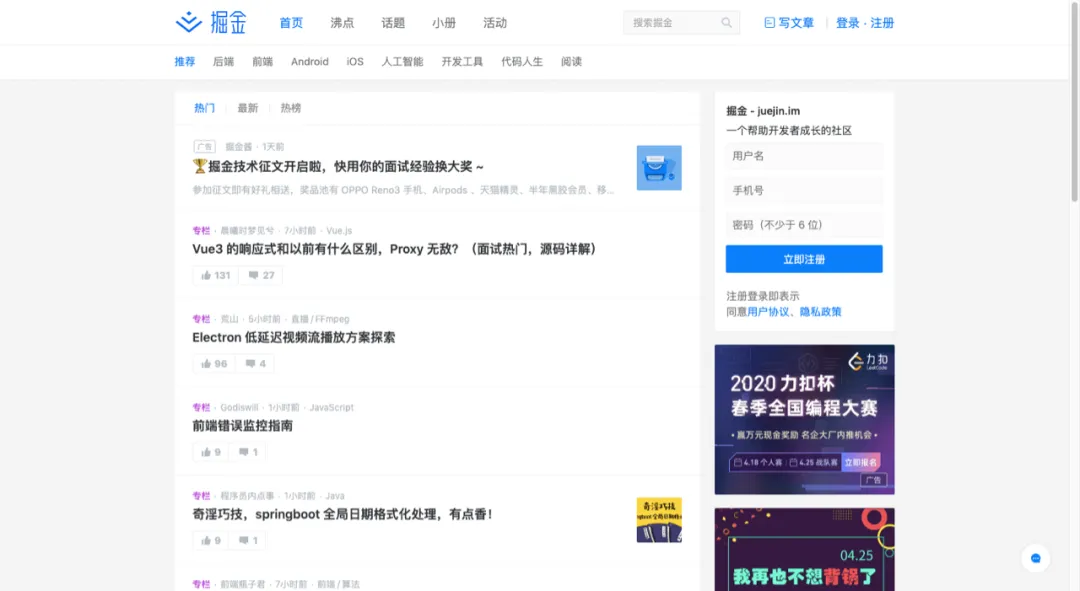 掘金 首页 沸点 话题 小册 活动 搜索掘金 写文章 登录 · 注册
推荐 后端 前端 Android iOS 人工智能 开发工具 代码人生 阅读
热门 最新 热榜
广告 掘金酱 · 1天前
🏆掘金技术征文开启啦，快用你的面试经验换大奖 ~
参加征文即有好礼相送，奖品池有 OPPO Reno3 手机、Airpods 、天猫精灵、半年黑胶会员、移...
专栏 · 晨曦时梦见兮 · 7小时前 · Vue.js
Vue3 的响应式和以前有什么区别，Proxy 无敌？（面试热门，源码详解）
131 27
专栏 · 荒山 · 5小时前 · 直播 / FFmpeg
Electron 低延迟视频流播放方案探索
96 4
专栏 · Godiswill · 1小时前 · JavaScript
前端错误监控指南
9 1
专栏 · 程序员内点事 · 1小时前 · Java
奇淫巧技，springboot 全局日期格式化处理，有点香！
9 1
奇淫巧技
专栏 · 前端瓶子君 · 7小时前 · 前端 / 算法
掘金 - juejin.im
一个帮助开发者成长的社区
用户名
手机号
密码（不少于 6 位）
立即注册
注册登录即表示
同意用户协议、隐私政策
力扣
LeetCode
2020 力扣杯
春季全国编程大赛
• 赢万元现金奖励 名企大厂内推机会 •
4.18 个人赛 4.25 战队赛 立即报名
广告
04.25
我再也不想背锅了